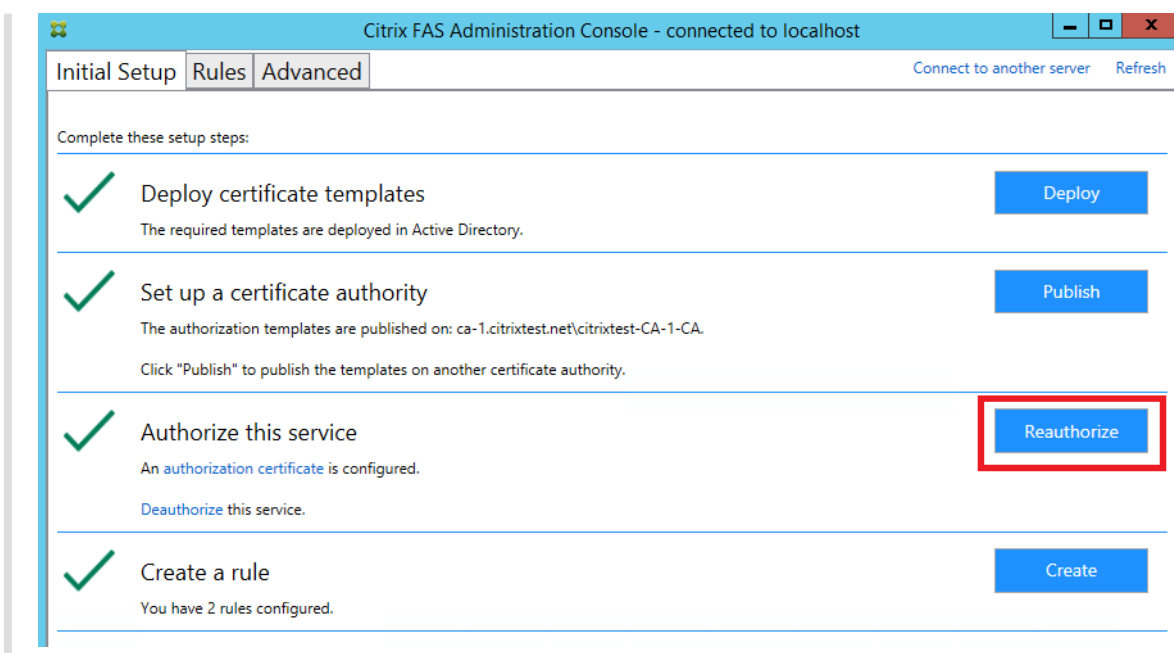 Citrix FAS Administration Console - connected to localhost
Initial Setup Rules Advanced Connect to another server Refresh
Complete these setup steps:
Deploy certificate templates Deploy
The required templates are deployed in Active Directory.
Set up a certificate authority Publish
The authorization templates are published on: ca-1.citrixtest.net\citrixtest-CA-1-CA.
Click "Publish" to publish the templates on another certificate authority.
Authorize this service Reauthorize
An authorization certificate is configured.
Deauthorize this service.
Create a rule Create
You have 2 rules configured.